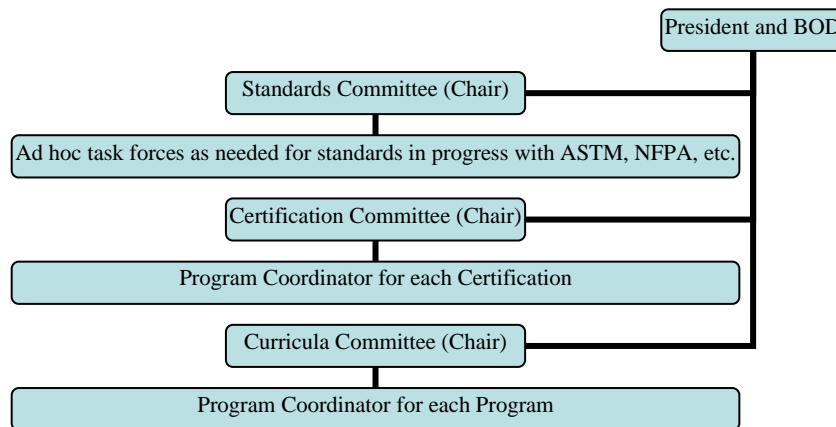 President and BOD
Standards Committee (Chair)
Ad hoc task forces as needed for standards in progress with ASTM, NFPA, etc.
Certification Committee (Chair)
Program Coordinator for each Certification
Curricula Committee (Chair)
Program Coordinator for each Program